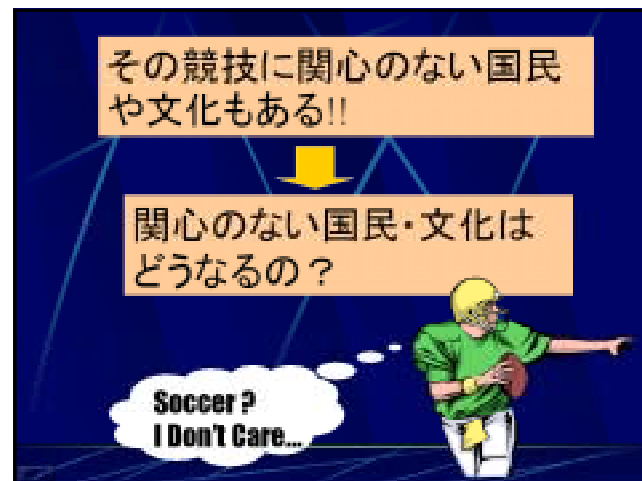 その競技に関心のない国民
や文化もある!!
関心のない国民・文化は
どうなるの？
Soccer ?
I Don't Care...